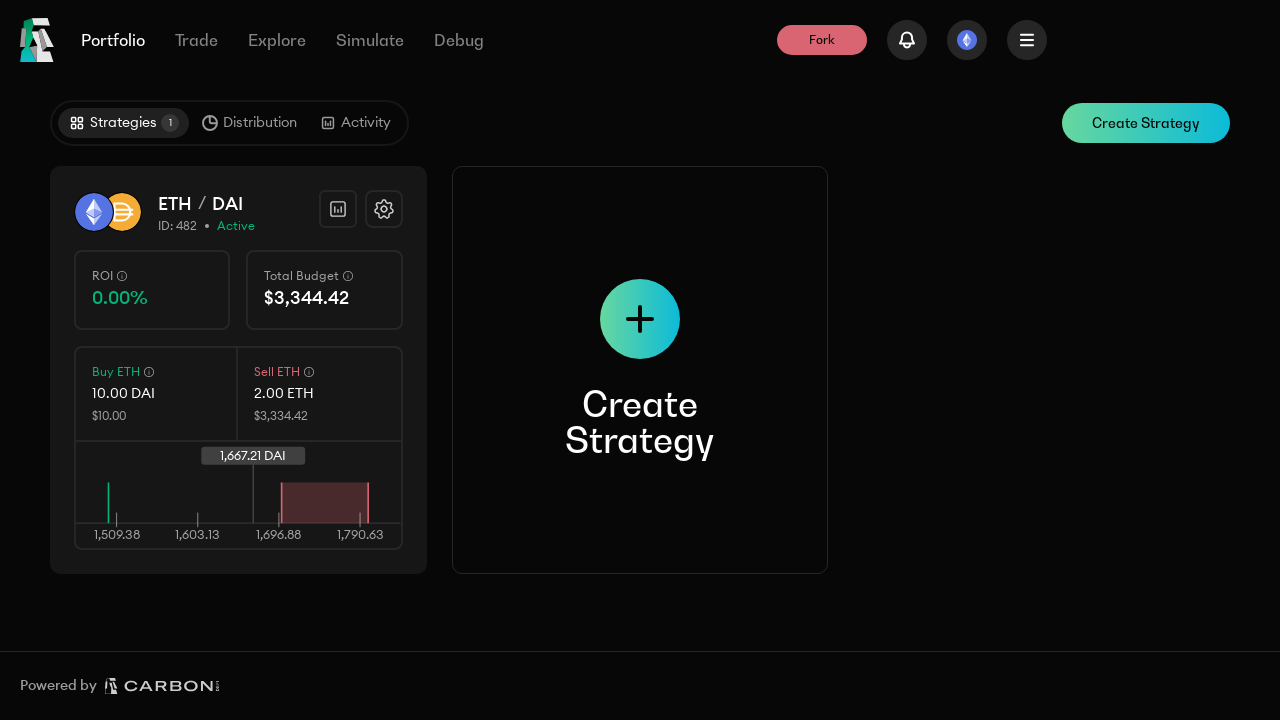 Portfolio Trade Explore Simulate Debug Fork
Strategies 1 Distribution Activity Create Strategy
ETH / DAI
ID: 482 • Active
ROI Total Budget
0.00% $3,344.42
Buy ETH Sell ETH
10.00 DAI 2.00 ETH
$10.00 $3,334.42
1,667.21 DAI
1,509.38 1,603.13 1,696.88 1,790.63
Create
Strategy
Powered by CARBON